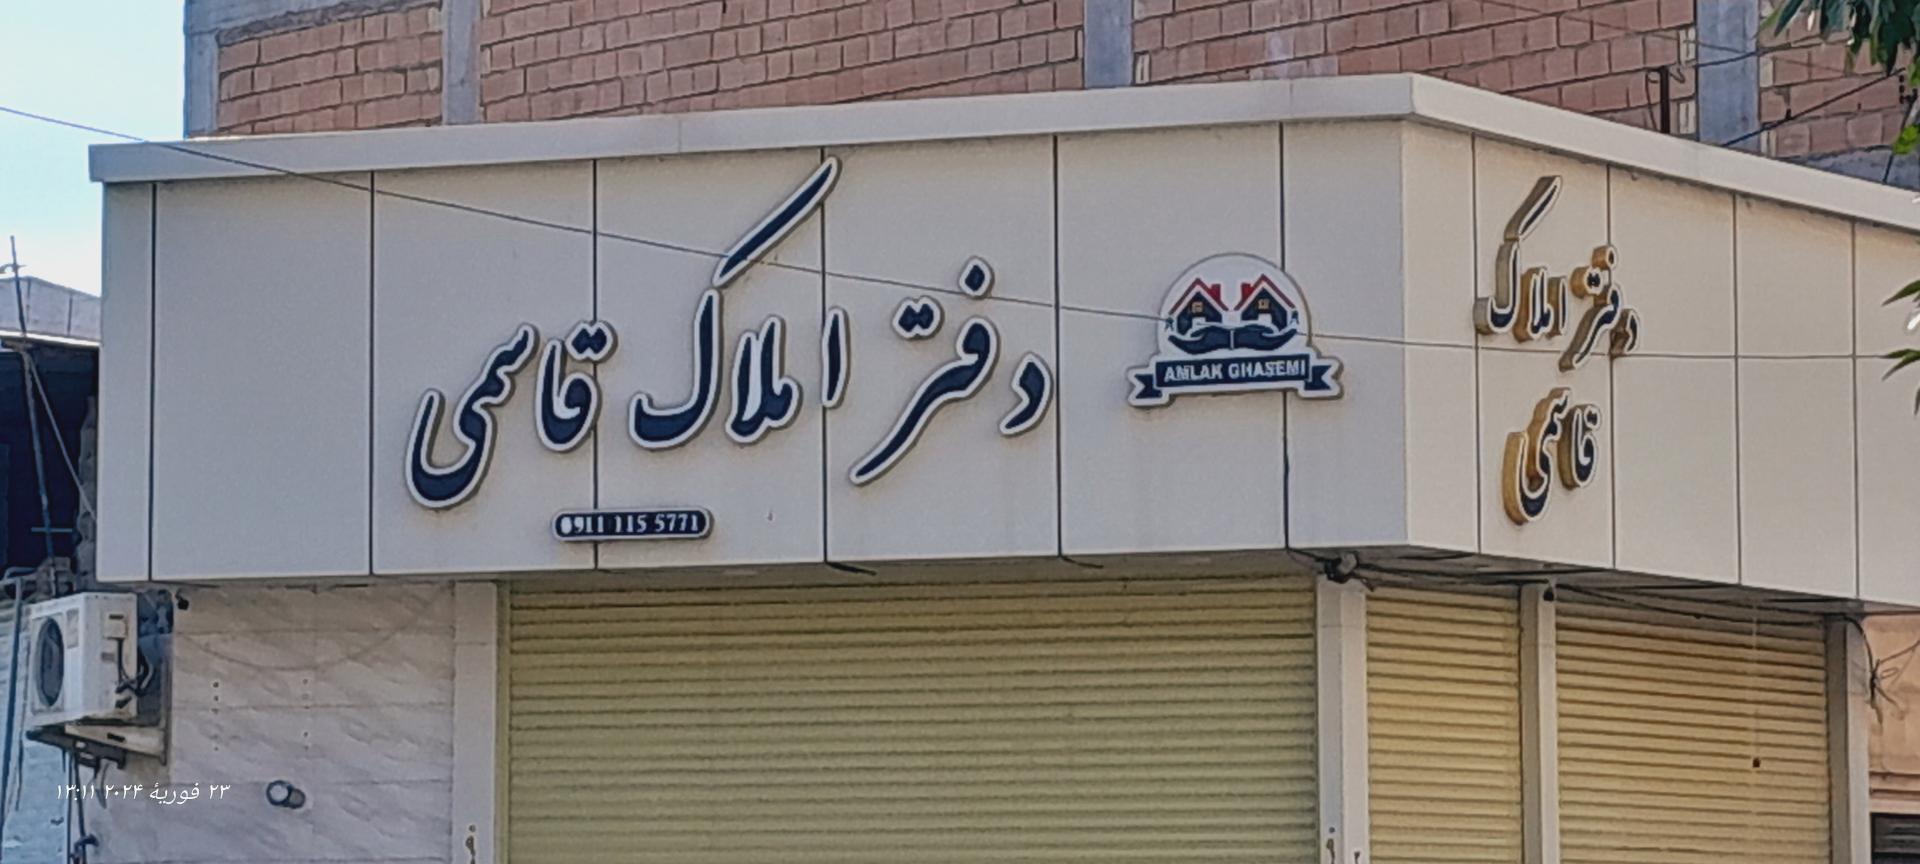 دفتر املاک قاسمی
0911 115 5771
AMLAK GHASEMI
دفتر املاک
قاسمی
۲۳ فوریهٔ ۲۰۲۴ ۱۳:۱۱